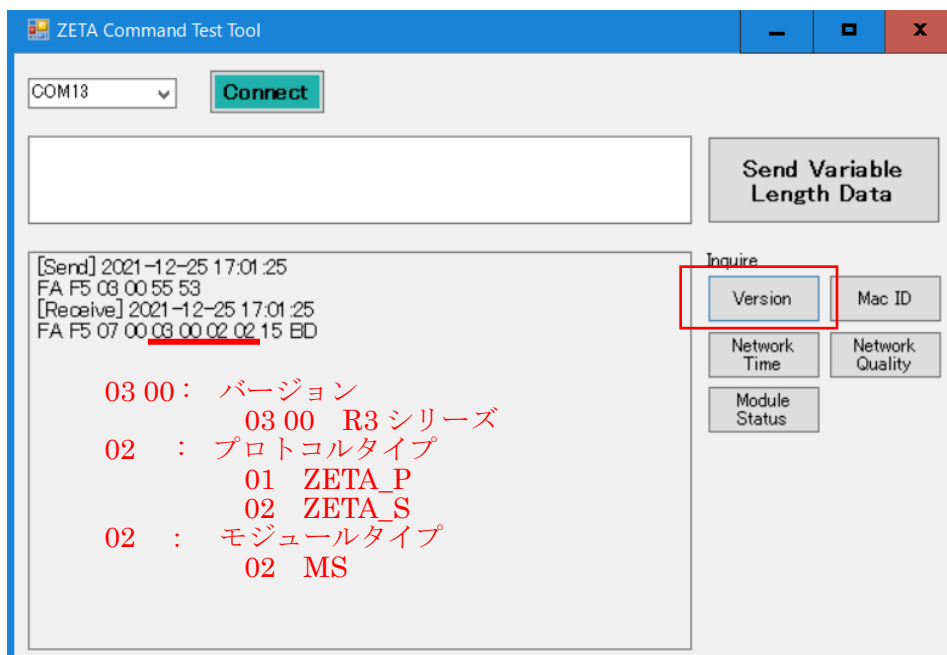 ZETA Command Test Tool
COM13
Connect
Send Variable
Length Data
[Send] 2021-12-25 17:01:25
FA F5 03 00 55 53
[Receive] 2021-12-25 17:01:25
FA F5 07 00 03 00 02 02 15 BD
Inquire
Version
Mac ID
Network
Time
Network
Quality
Module
Status
03 00： バージョン
03 00 R3 シリーズ
02 ： プロトコルタイプ
01 ZETA_P
02 ZETA_S
02 ： モジュールタイプ
02 MS